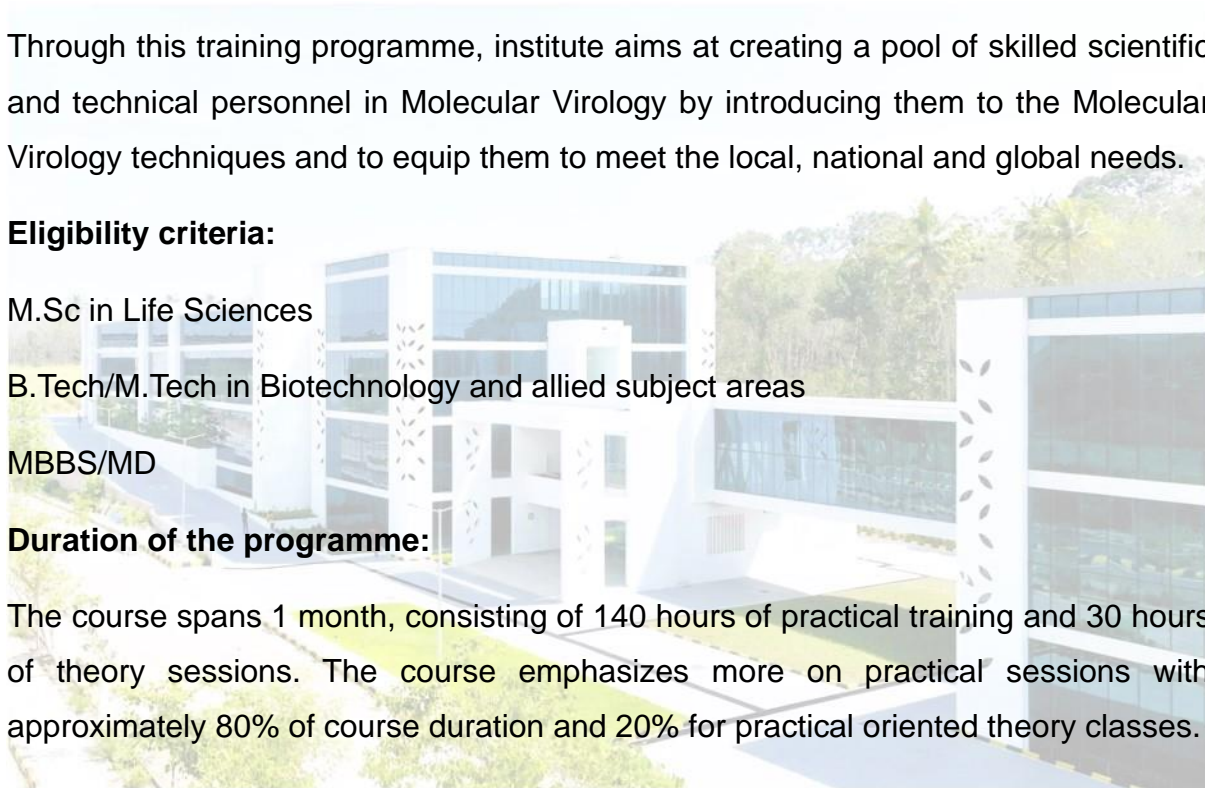 Through this training programme, institute aims at creating a pool of skilled scientific
and technical personnel in Molecular Virology by introducing them to the Molecular
Virology techniques and to equip them to meet the local, national and global needs.
Eligibility criteria:
M.Sc in Life Sciences
B.Tech/M.Tech in Biotechnology and allied subject areas
MBBS/MD
Duration of the programme:
The course spans 1 month, consisting of 140 hours of practical training and 30 hours
of theory sessions. The course emphasizes more on practical sessions with
approximately 80% of course duration and 20% for practical oriented theory classes.